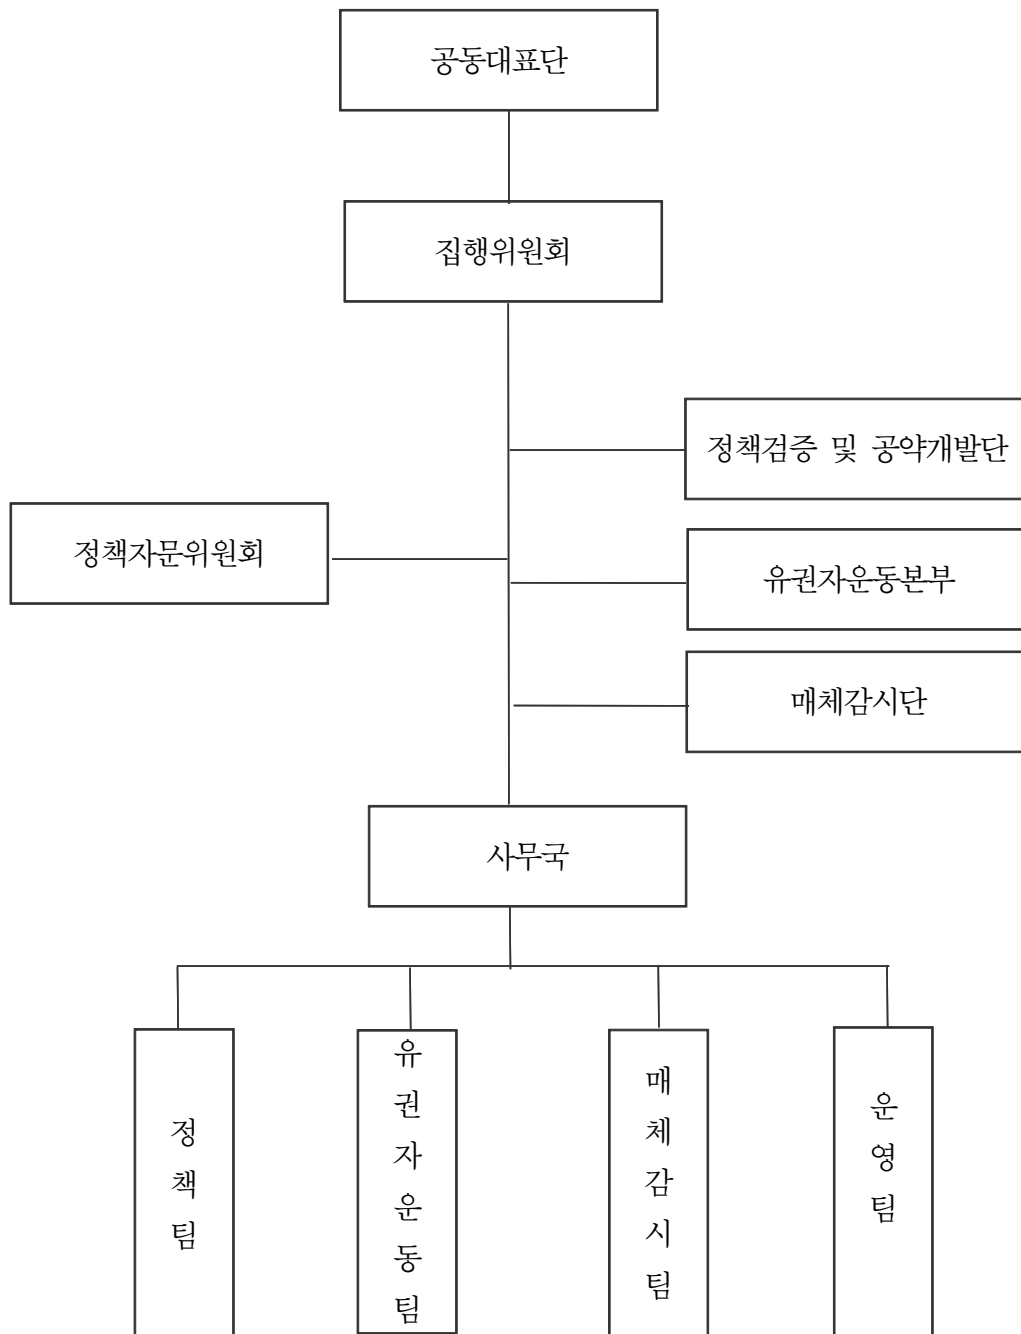 공동대표단
집행위원회
정책검증 및 공약개발단
정책자문위원회
유권자운동본부
매체감시단
사무국
정책팀
유권자운동팀
매체감시팀
운영팀